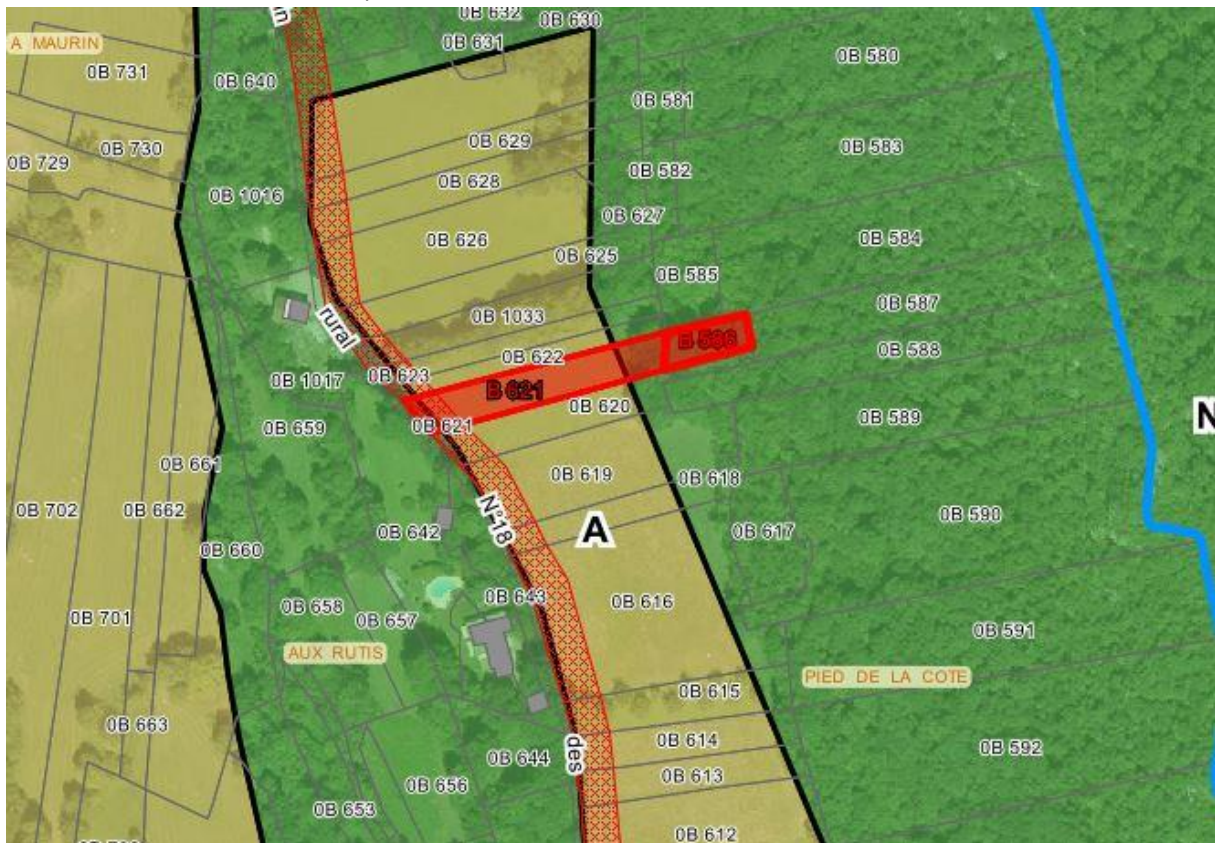 0B 632
0B 630
A MAURIN
0B 631
0B 731
0B 640
0B 580
0B 581
0B 629
0B 730
0B 583
0B 729
0B 582
0B 628
0B 1016
0B 627
0B 626
0B 584
0B 625
0B 585
0B 587
0B 1033
rural
B 586
0B 588
0B 622
0B 623
0B 1017
B 621
0B 620
0B 589
N
0B 621
0B 659
0B 661
0B 619
0B 618
0B 702
0B 662
N°18
0B 590
0B 642
A
0B 617
0B 660
0B 643
0B 658
0B 616
0B 701
0B 657
0B 591
AUX RUTIS
PIED DE LA COTE
0B 615
0B 663
0B 614
des
0B 592
0B 644
0B 613
0B 656
0B 653
0B 612